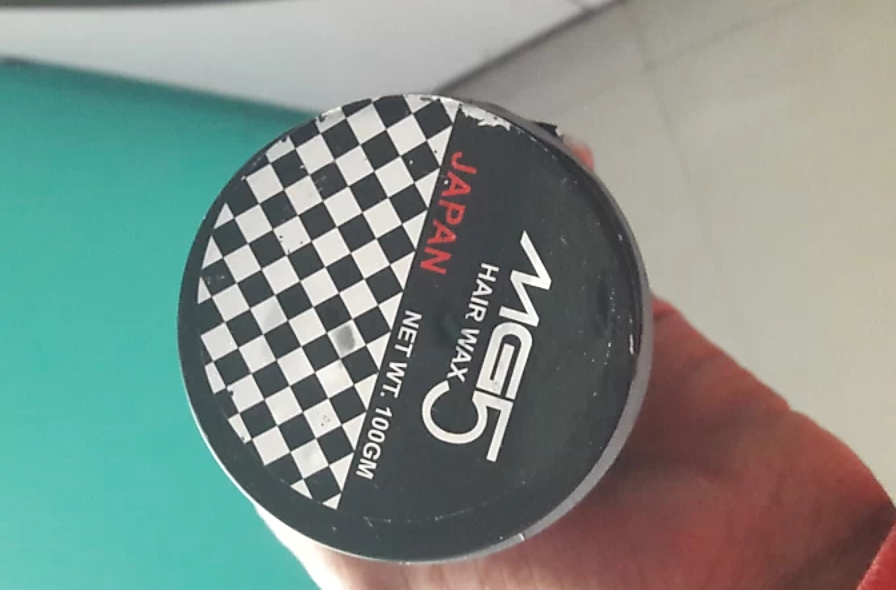 MG5
HAIR WAX
JAPAN
NET WT. 100GM